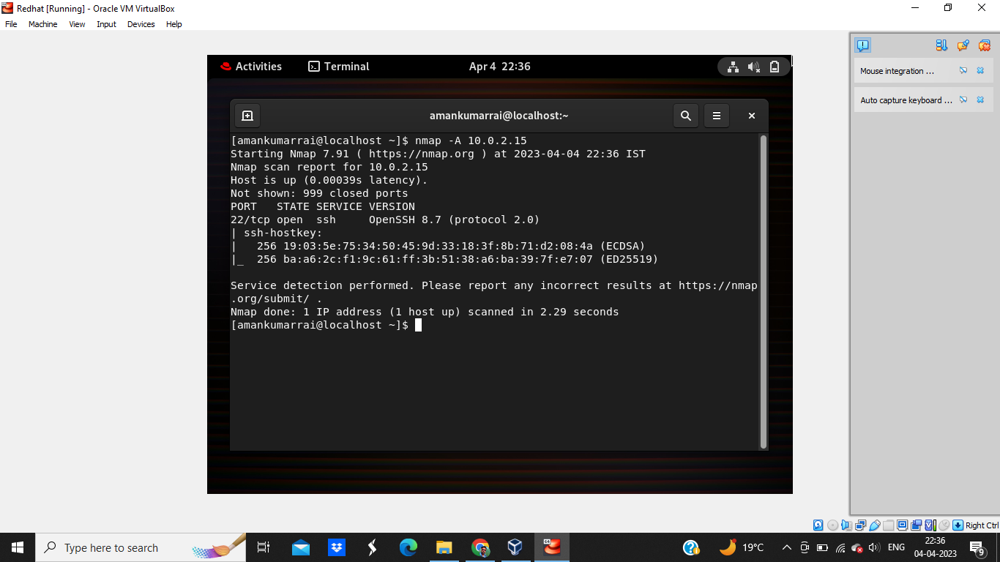 Redhat [Running] - Oracle VM VirtualBox
File Machine View Input Devices Help
Activities Terminal Apr 4 22:36
Mouse integration ...
Auto capture keyboard ...
amankumarrai@localhost:~
[amankumarrai@localhost ~]$ nmap -A 10.0.2.15
Starting Nmap 7.91 ( https://nmap.org ) at 2023-04-04 22:36 IST
Nmap scan report for 10.0.2.15
Host is up (0.00039s latency).
Not shown: 999 closed ports
PORT   STATE SERVICE VERSION
22/tcp open  ssh     OpenSSH 8.7 (protocol 2.0)
| ssh-hostkey:
|   256 19:03:5e:75:34:50:45:9d:33:18:3f:8b:71:d2:08:4a (ECDSA)
|_  256 ba:a6:2c:f1:9c:61:ff:3b:51:38:a6:ba:39:7f:e7:07 (ED25519)
Service detection performed. Please report any incorrect results at https://nmap
.org/submit/ .
Nmap done: 1 IP address (1 host up) scanned in 2.29 seconds
[amankumarrai@localhost ~]$
Right Ctrl
Type here to search
19°C
ENG
22:36
04-04-2023
9